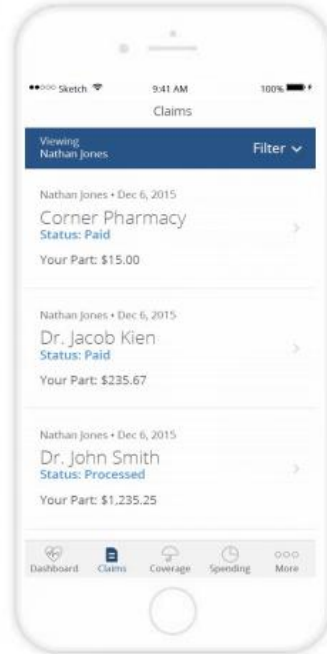 Sketch 9:41 AM 100%
Claims
Viewing
Nathan Jones
Filter
Nathan Jones • Dec 6, 2015
Corner Pharmacy
Status: Paid
Your Part: $15.00
Nathan Jones • Dec 6, 2015
Dr. Jacob Kien
Status: Paid
Your Part: $235.67
Nathan Jones • Dec 6, 2015
Dr. John Smith
Status: Processed
Your Part: $1,235.25
Dashboard Claims Coverage Spending More